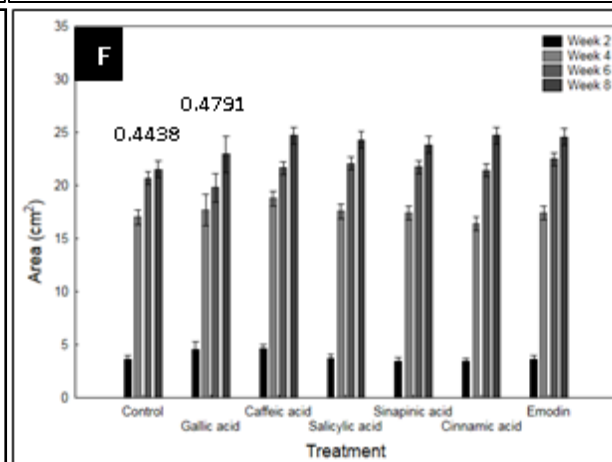 F
Week 2
Week 4
Week 6
Week 8
0.4791
0.4438
35
30
25
20
15
10
5
0
Area (cm²)
Control
Caffeic acid
Sinapinic acid
Emodin
Gallic acid
Salicylic acid
Cinnamic acid
Treatment